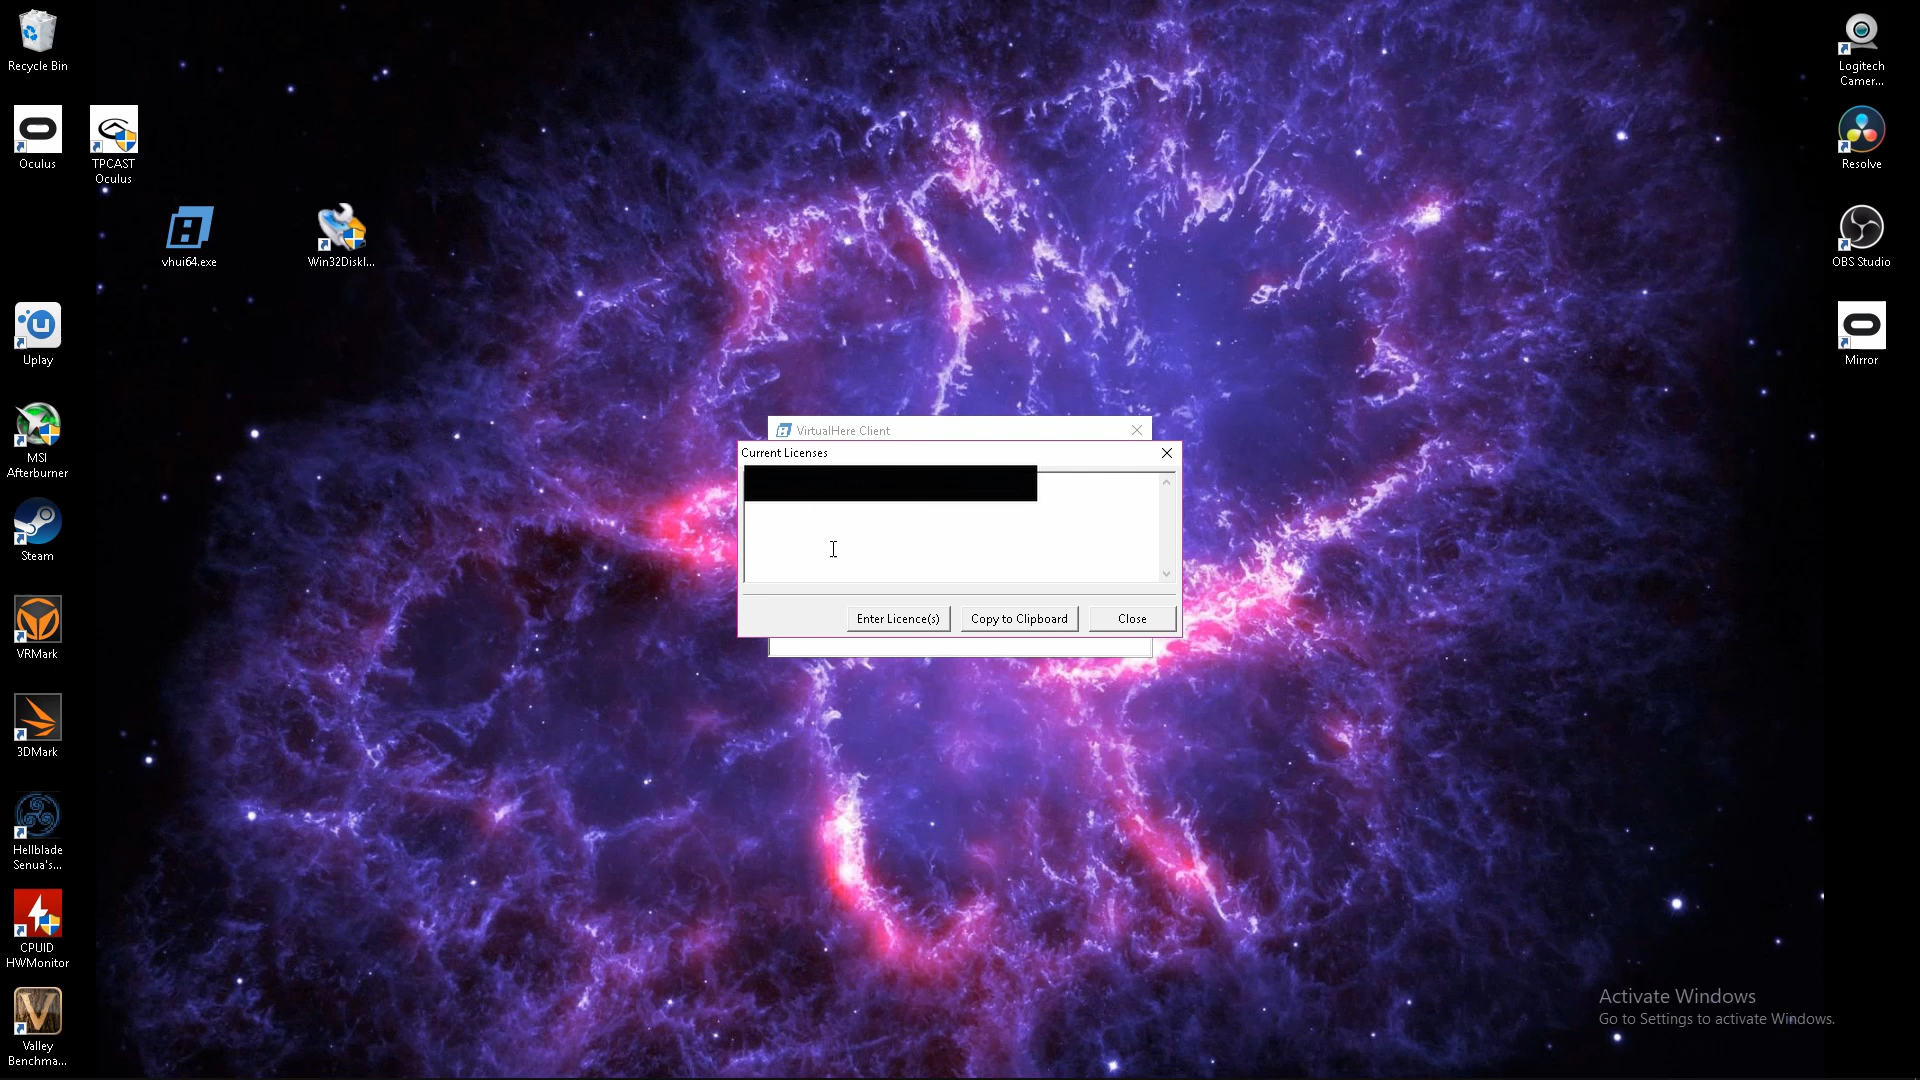 Recycle Bin
Oculus
TPCAST
Oculus
vhui64.exe
Win32DiskI...
Uplay
MSI
Afterburner
Steam
VRMark
3DMark
Hellblade
Senua's...
CPUID
HWMonitor
Valley
Benchma...
VirtualHere Client
Current Licenses
Enter Licence(s)
Copy to Clipboard
Close
Logitech
Camer...
Resolve
OBS Studio
Mirror
Activate Windows
Go to Settings to activate Windows.